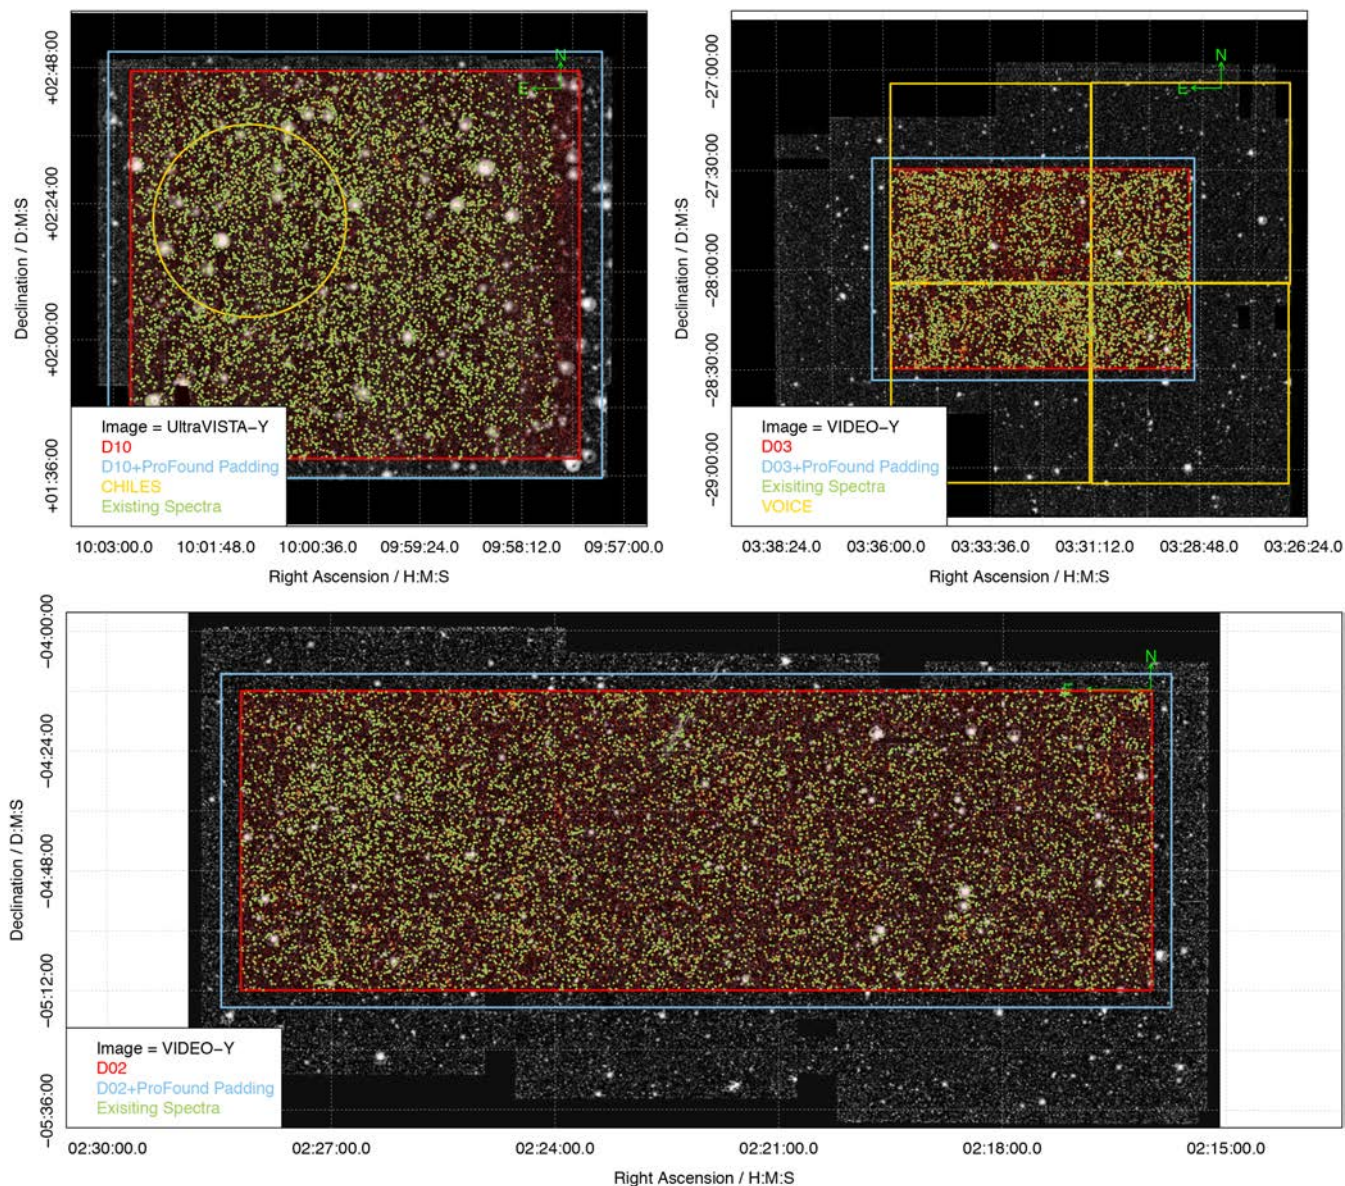 N
E
+02:48:00
+02:24:00
+02:00:00
+01:36:00
Declination / D:M:S
Image = UltraVISTA-Y
D10
D10+ProFound Padding
CHILES
Existing Spectra
10:03:00.0 10:01:48.0 10:00:36.0 09:59:24.0 09:58:12.0 09:57:00.0
Right Ascension / H:M:S
N
E
-27:00:00
-27:30:00
-28:00:00
-28:30:00
-29:00:00
Declination / D:M:S
Image = VIDEO-Y
D03
D03+ProFound Padding
Exisiting Spectra
VOICE
03:38:24.0 03:36:00.0 03:33:36.0 03:31:12.0 03:28:48.0 03:26:24.0
Right Ascension / H:M:S
N
E
-04:00:00
-04:24:00
-04:48:00
-05:12:00
-05:36:00
Declination / D:M:S
Image = VIDEO-Y
D02
D02+ProFound Padding
Exisiting Spectra
02:30:00.0 02:27:00.0 02:24:00.0 02:21:00.0 02:18:00.0 02:15:00.0
Right Ascension / H:M:S